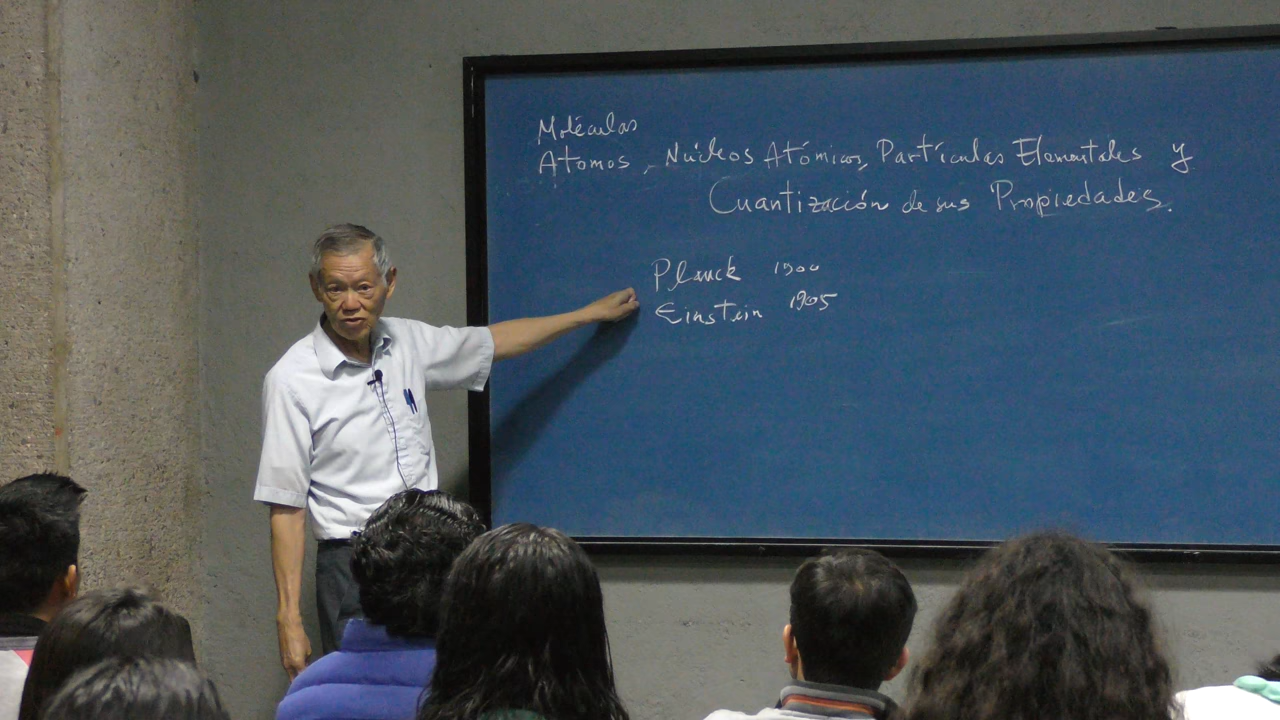 Moléculas
Atomos, Núcleos Atómicos, Partículas Elementales y
Cuantización de sus Propiedades.
Planck 1900
Einstein 1905